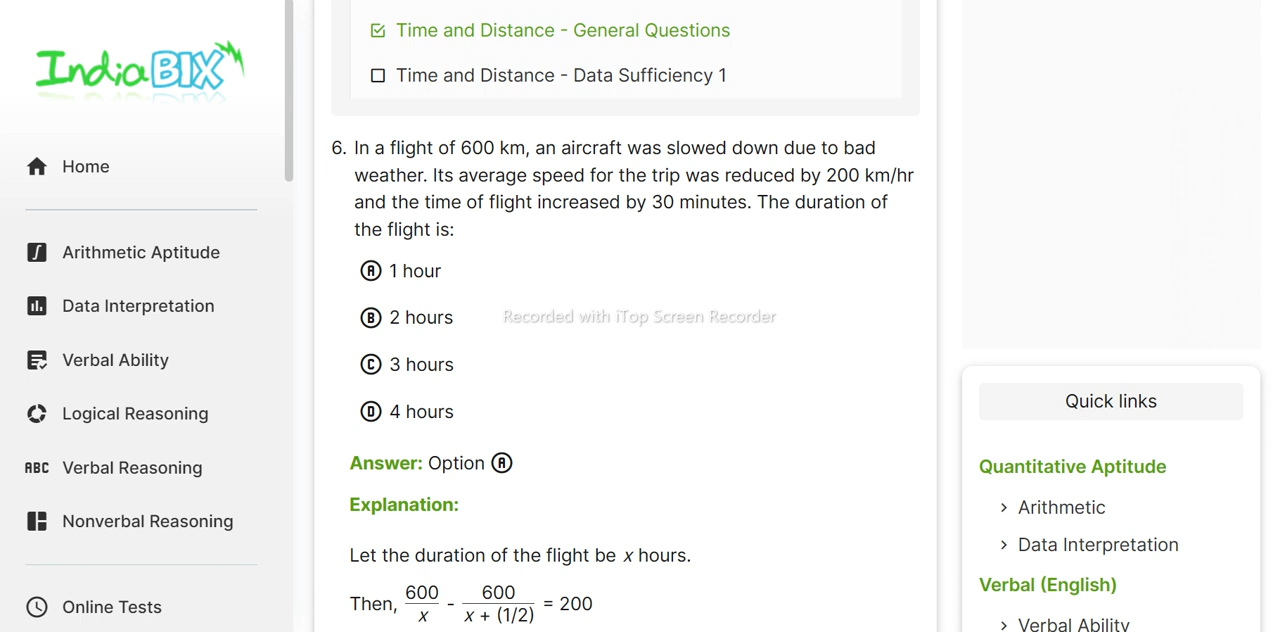 IndiaBIX
Home
Arithmetic Aptitude
Data Interpretation
Verbal Ability
Logical Reasoning
ABC Verbal Reasoning
Nonverbal Reasoning
Online Tests
Time and Distance - General Questions
Time and Distance - Data Sufficiency 1
6. In a flight of 600 km, an aircraft was slowed down due to bad
weather. Its average speed for the trip was reduced by 200 km/hr
and the time of flight increased by 30 minutes. The duration of
the flight is:
A 1 hour
B 2 hours
C 3 hours
D 4 hours
Recorded with iTop Screen Recorder
Answer: Option A
Explanation:
Let the duration of the flight be x hours.
Then, 600/x - 600/(x + (1/2)) = 200
Quick links
Quantitative Aptitude
› Arithmetic
› Data Interpretation
Verbal (English)
› Verbal Ability